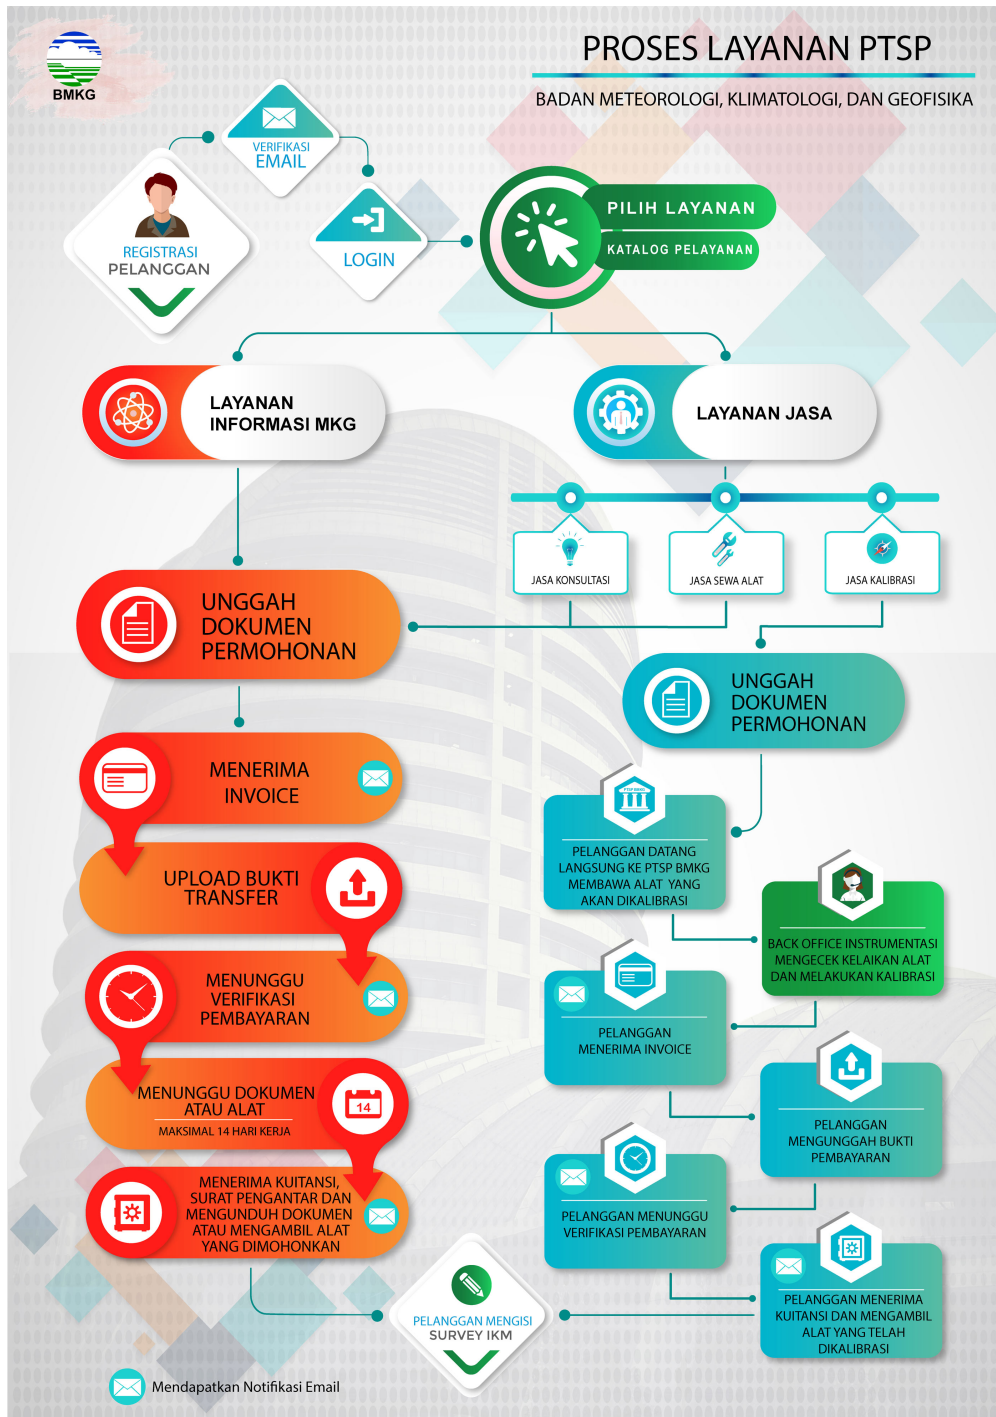 BMKG
PROSES LAYANAN PTSP
BADAN METEOROLOGI, KLIMATOLOGI, DAN GEOFISIKA
VERIFIKASI
EMAIL
REGISTRASI
PELANGGAN
LOGIN
PILIH LAYANAN
KATALOG PELAYANAN
LAYANAN
INFORMASI MKG
LAYANAN JASA
JASA KONSULTASI
JASA SEWA ALAT
JASA KALIBRASI
UNGGAH
DOKUMEN
PERMOHONAN
MENERIMA
INVOICE
UPLOAD BUKTI
TRANSFER
MENUNGGU
VERIFIKASI
PEMBAYARAN
MENUNGGU DOKUMEN
ATAU ALAT
MAKSIMAL 14 HARI KERJA
14
MENERIMA KUITANSI,
SURAT PENGANTAR DAN
MENGUNDUH DOKUMEN
ATAU MENGAMBIL ALAT
YANG DIMOHONKAN
UNGGAH
DOKUMEN
PERMOHONAN
PTSP BMKG
PELANGGAN DATANG
LANGSUNG KE PTSP BMKG
MEMBAWA ALAT YANG
AKAN DIKALIBRASI
BACK OFFICE INSTRUMENTASI
MENGECEK KELAIKAN ALAT
DAN MELAKUKAN KALIBRASI
PELANGGAN
MENERIMA INVOICE
PELANGGAN
MENGUNGGAH BUKTI
PEMBAYARAN
PELANGGAN MENUNGGU
VERIFIKASI PEMBAYARAN
PELANGGAN MENERIMA
KUITANSI DAN MENGAMBIL
ALAT YANG TELAH
DIKALIBRASI
PELANGGAN MENGISI
SURVEY IKM
Mendapatkan Notifikasi Email